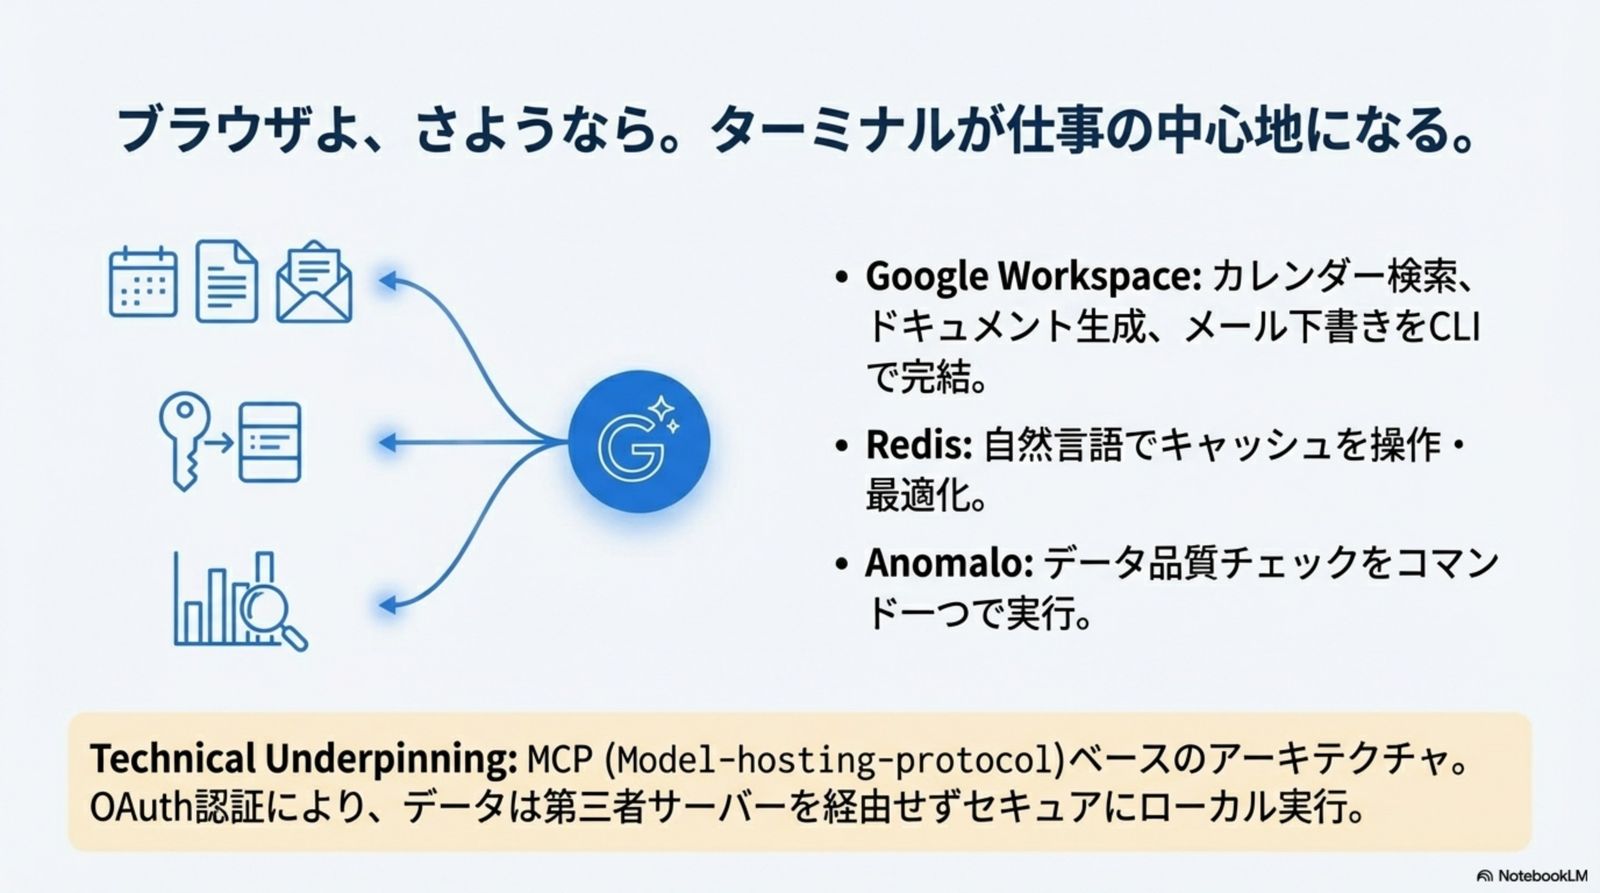 ブラウザよ、さようなら。ターミナルが仕事の中心地になる。
G
• Google Workspace: カレンダー検索、
ドキュメント生成、メール下書きをCLI
で完結。
• Redis: 自然言語でキャッシュを操作・
最適化。
• Anomalo: データ品質チェックをコマン
ド一つで実行。
Technical Underpinning: MCP (Model-hosting-protocol)ベースのアーキテクチャ。
OAuth認証により、データは第三者サーバーを経由せずセキュアにローカル実行。
NotebookLM